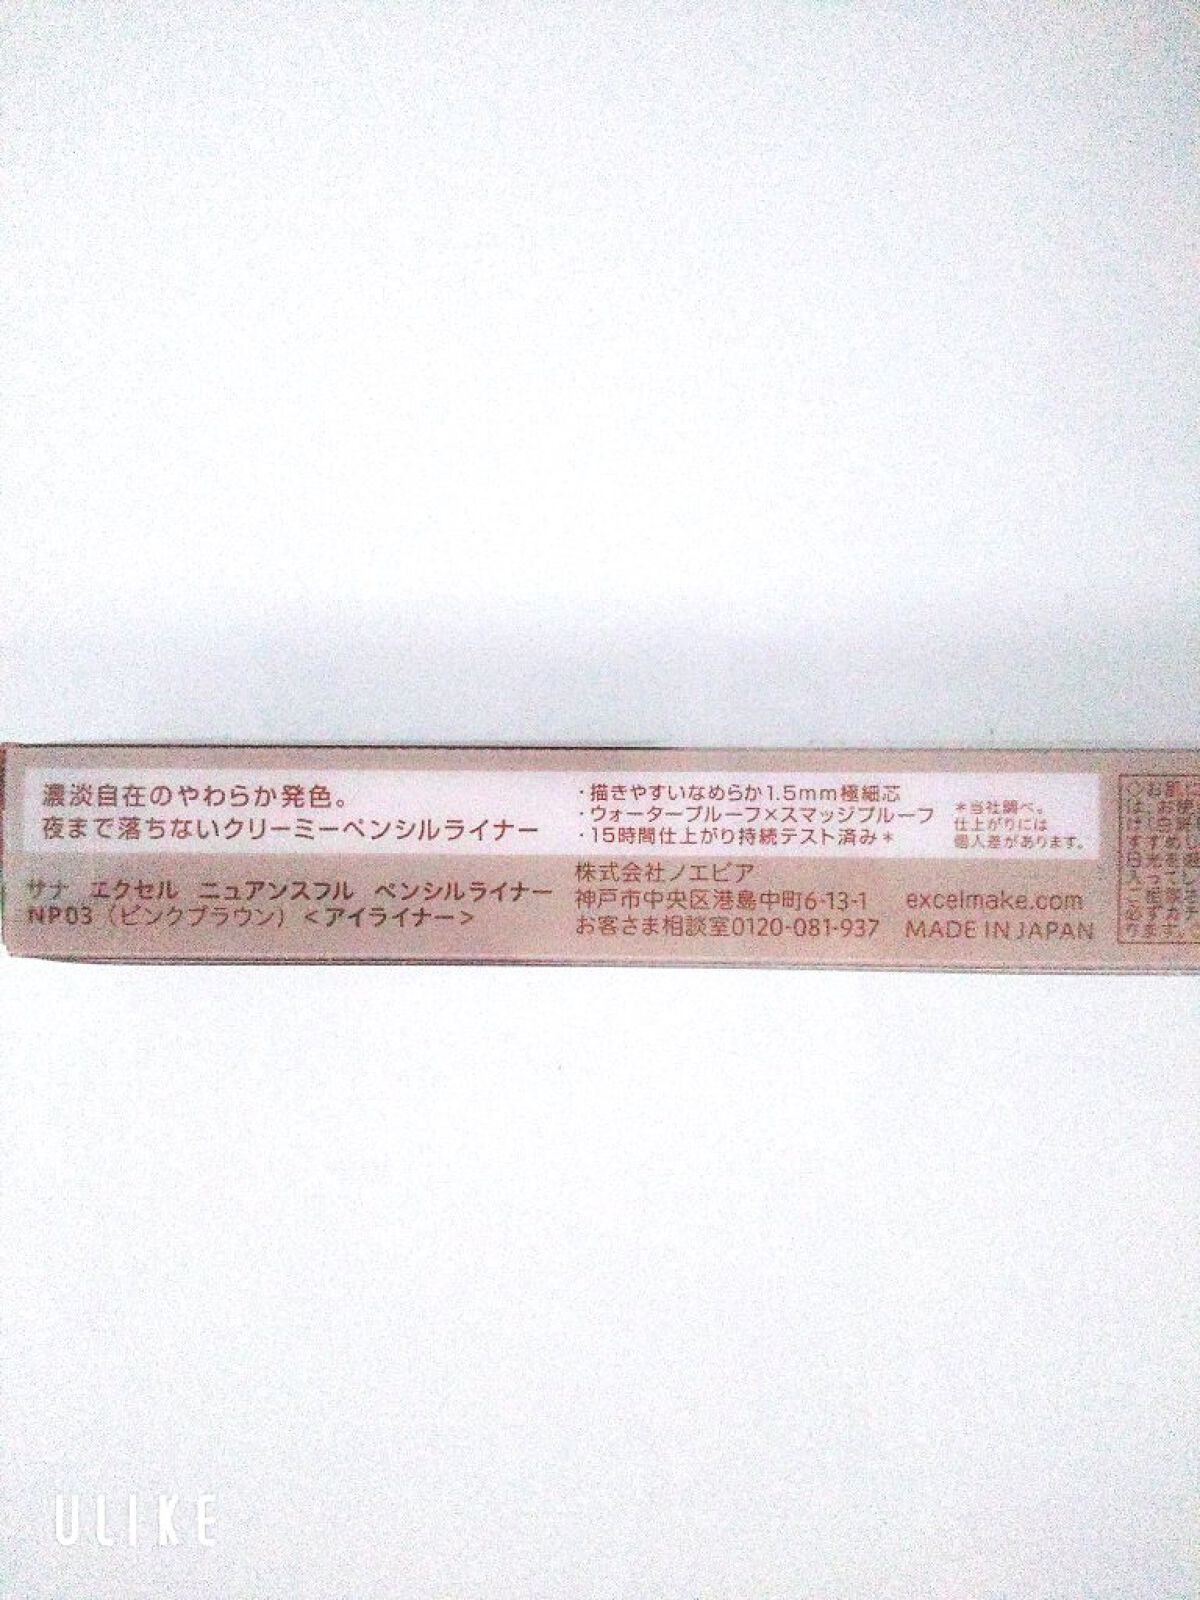 濃淡自在のやわらか発色。
夜まで落ちないクリーミーペンシルライナー
・描きやすいなめらか1.5mm極細芯
・ウォータープルーフ×スマッジプルーフ
・15時間仕上がり持続テスト済み*
*当社調べ。
仕上がりには
個人差があります。
サナ エクセル ニュアンスフル ペンシルライナー
NP03（ピンクブラウン）＜アイライナー＞
株式会社ノエビア
神戸市中央区港島中町6-13-1
お客さま相談室0120-081-937
excelmake.com
MADE IN JAPAN
◇お肌に
ULIKE